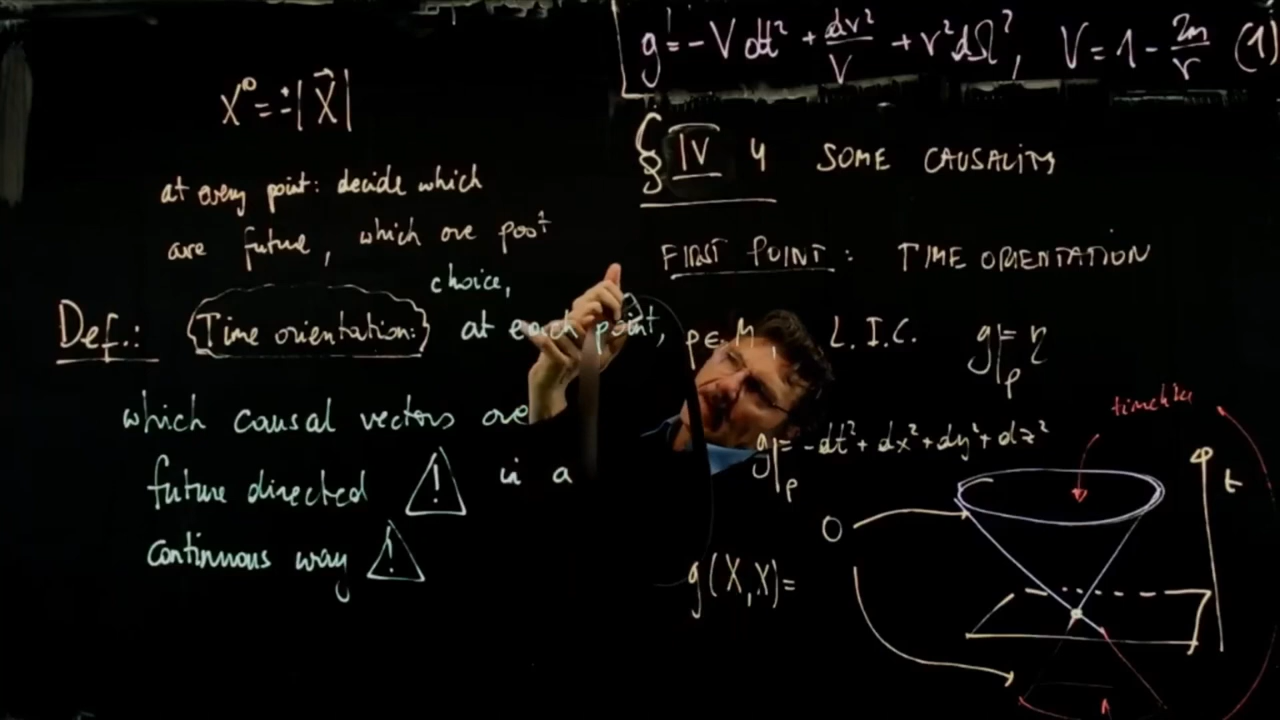 g = -V dt² + dr²/V + r² dΩ², V = 1 - 2m/r (1)
X⁰ = ±|X⃗|
at every point: decide which
are future, which are past
choice,
Def.: Time orientation: at each point, p ∈ M,
which causal vectors are
future directed ! in a
continuous way !
§ IV 4 SOME CAUSALITY
FIRST POINT: TIME ORIENTATION
L.I.C. g|p = η
g|p = -dt² + dx² + dy² + dz²
g(X,X) =
0
timelike
t